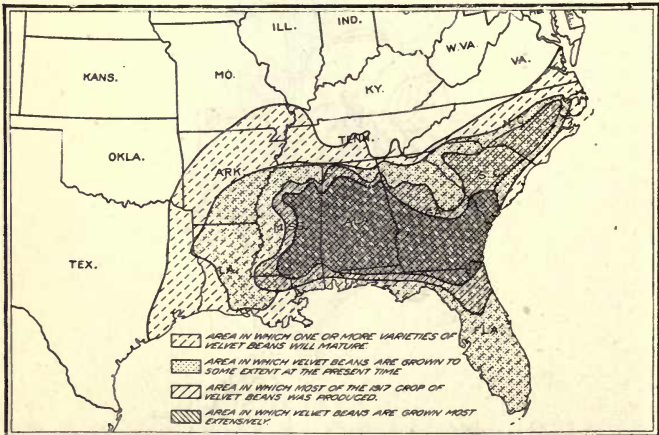 ILL.
IND.
W.VA.
VA.
KANS.
MO.
KY.
TENN.
N.C.
OKLA.
ARK.
S.C.
TEX.
MISS.
ALA.
LA.
FLA.
AREA IN WHICH ONE OR MORE VARIETIES OF
VELVET BEANS WILL MATURE.
AREA IN WHICH VELVET BEANS ARE GROWN TO
SOME EXTENT AT THE PRESENT TIME
AREA IN WHICH MOST OF THE 1917 CROP OF
VELVET BEANS WAS PRODUCED.
AREA IN WHICH VELVET BEANS ARE GROWN MOST
EXTENSIVELY.